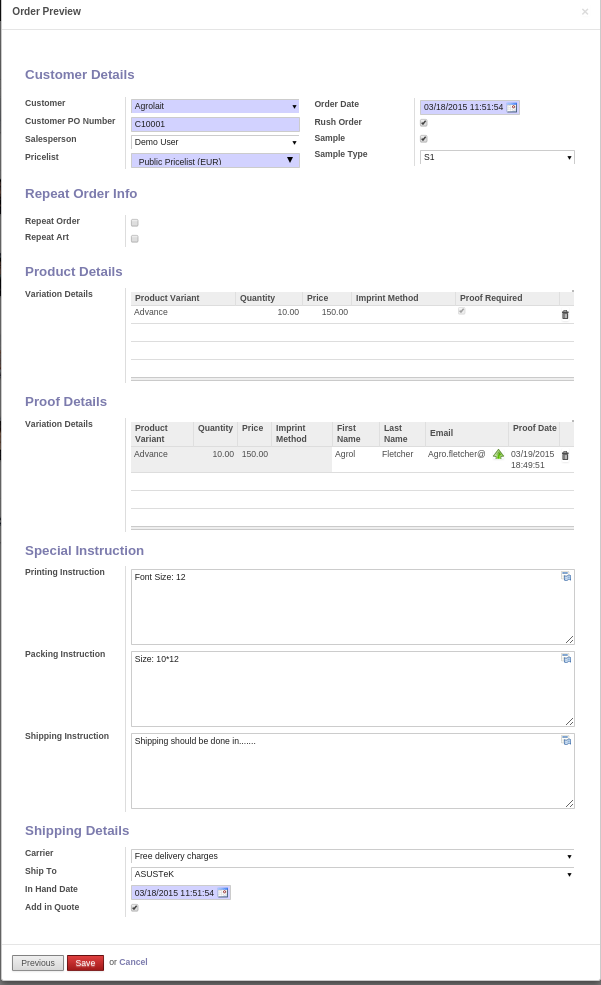 Order Preview
×
Customer Details
Customer Agrolait
Customer PO Number C10001
Salesperson Demo User
Pricelist Public Pricelist (EUR)
Order Date 03/18/2015 11:51:54
Rush Order
Sample
Sample Type S1
Repeat Order Info
Repeat Order
Repeat Art
Product Details
Variation Details
Product Variant Quantity Price Imprint Method Proof Required
Advance 10.00 150.00
Proof Details
Variation Details
Product Variant Quantity Price Imprint Method First Name Last Name Email Proof Date
Advance 10.00 150.00 Agrol Fletcher Agro.fletcher@ 03/19/2015 18:49:51
Special Instruction
Printing Instruction Font Size: 12
Packing Instruction Size: 10*12
Shipping Instruction Shipping should be done in.......
Shipping Details
Carrier Free delivery charges
Ship To ASUSTeK
In Hand Date 03/18/2015 11:51:54
Add in Quote
Previous Save or Cancel